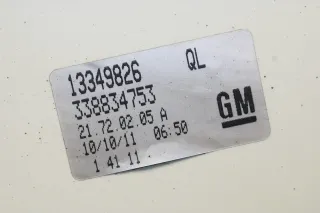 13349826 QL
338834753
21.72.02.05 A
10/10/11 06:50
1 41 11
GM